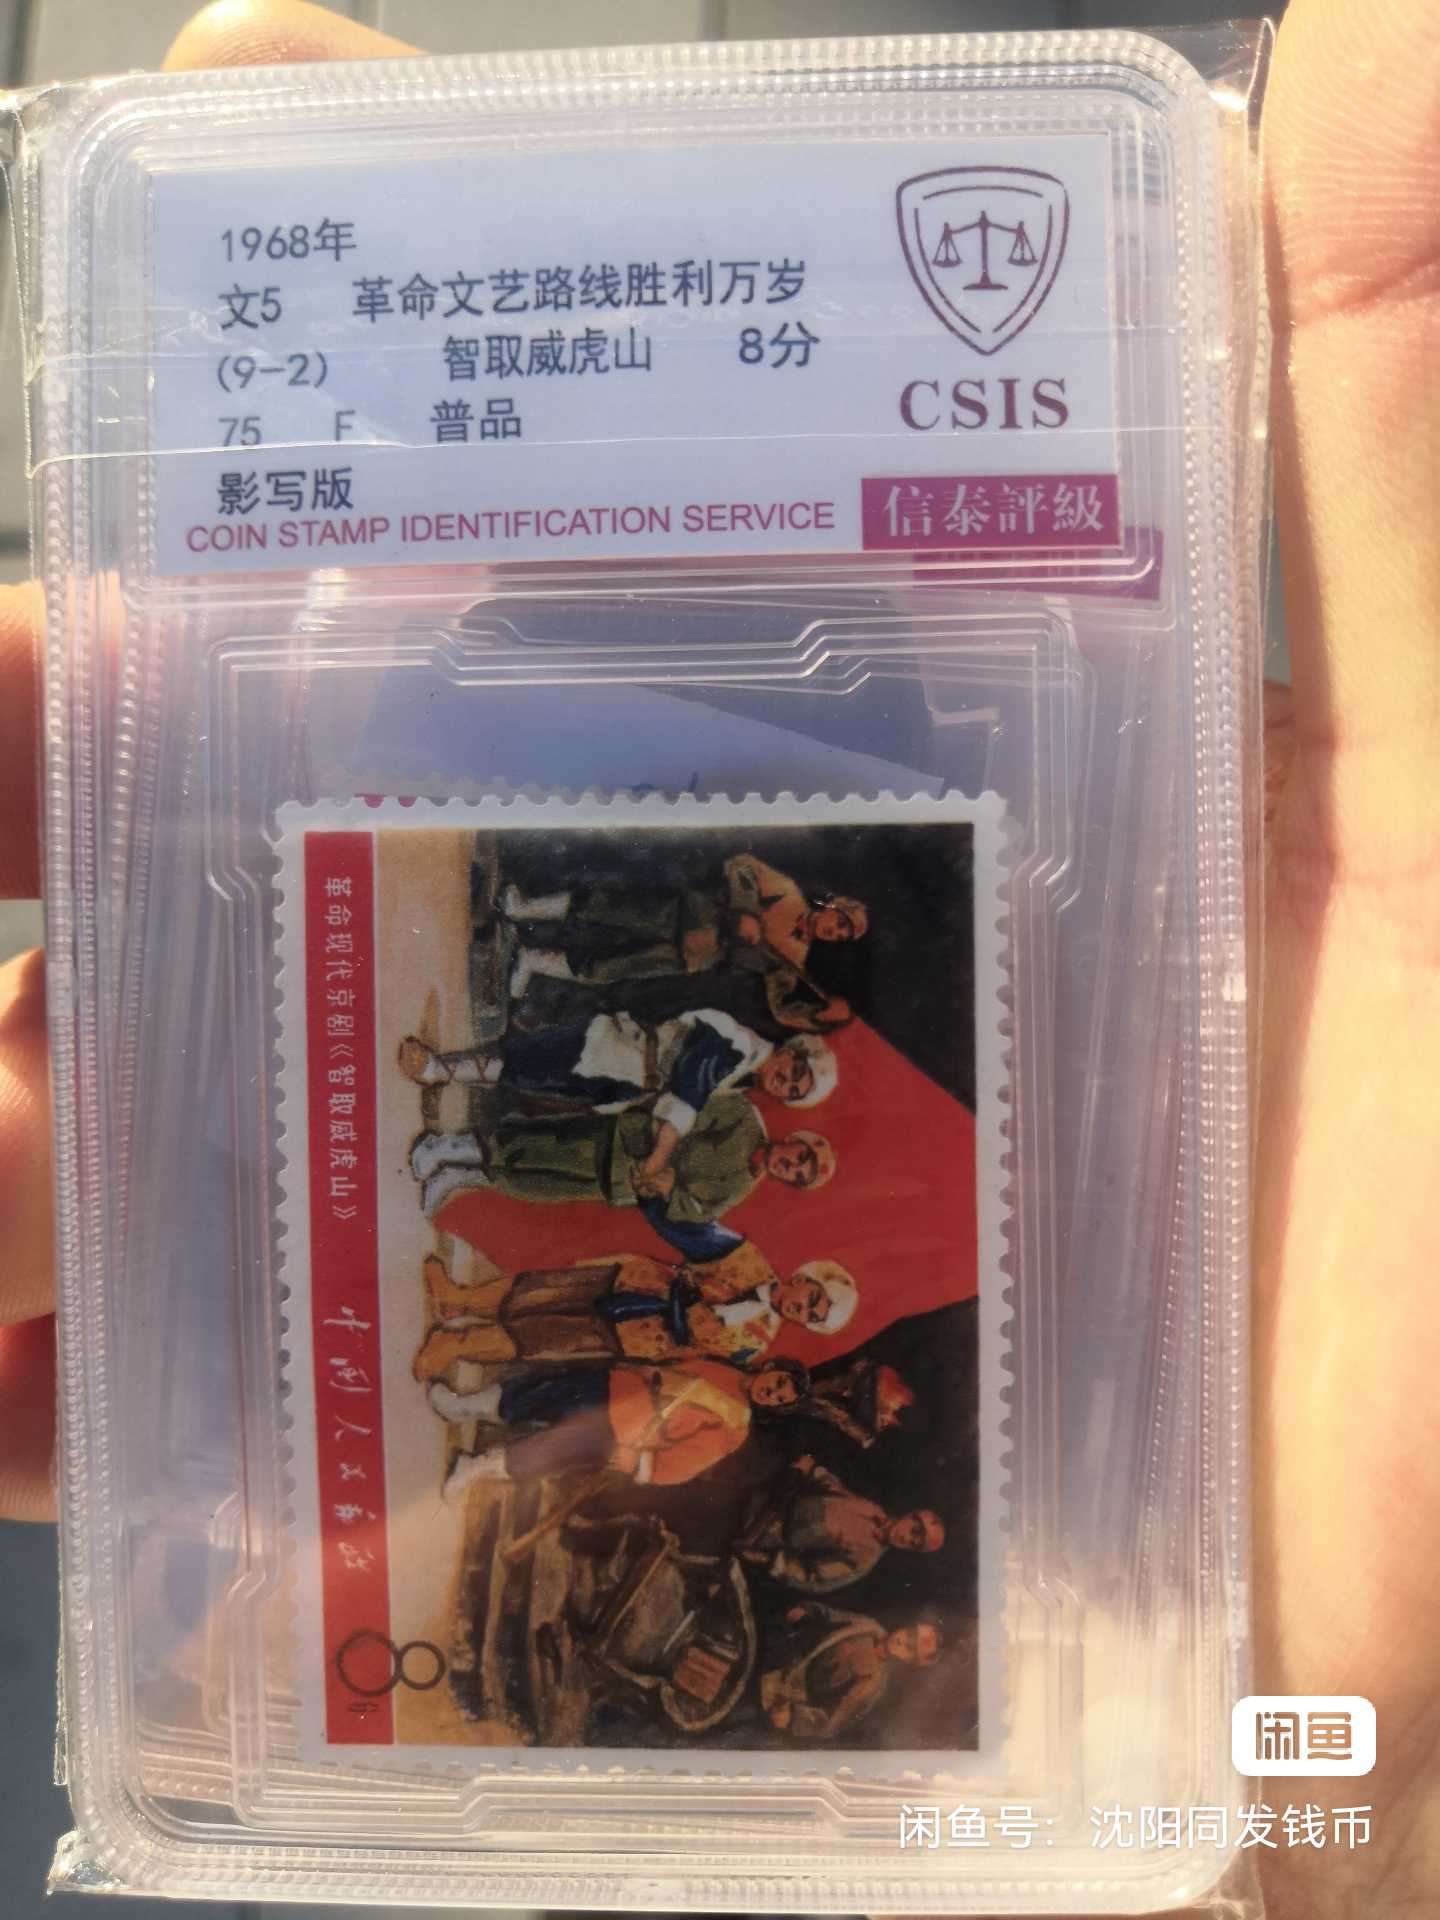 1968年
文5 革命文艺路线胜利万岁
(9-2) 智取威虎山 8分
75 F 普品
影写版
CSIS
COIN STAMP IDENTIFICATION SERVICE
信泰評級
革命现代京剧《智取威虎山》
中国人民邮政
8分
闲鱼
闲鱼号：沈阳同发钱币